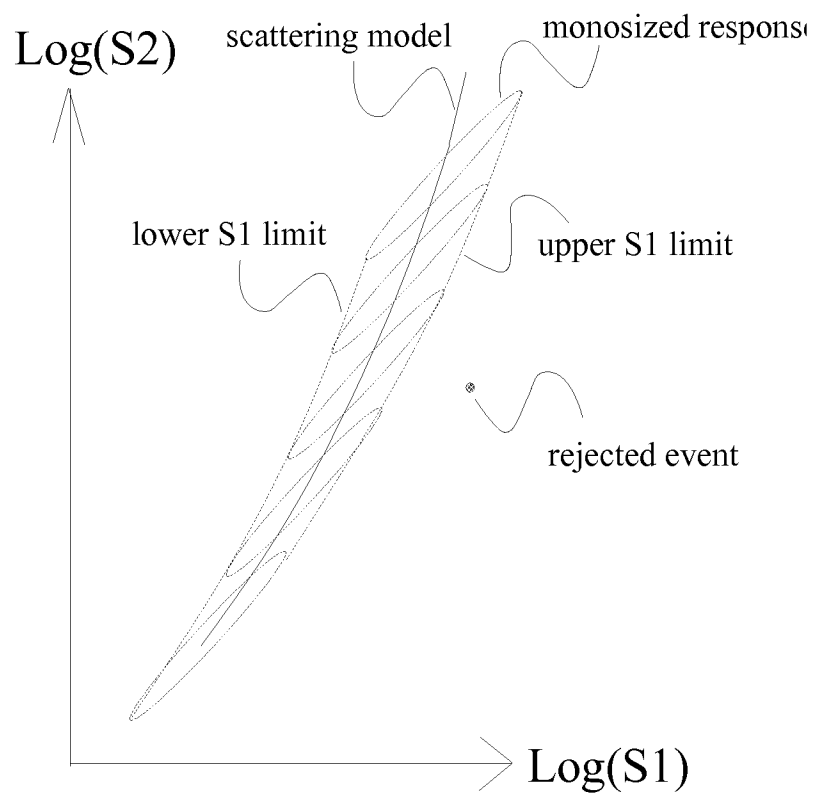 scattering model
monosized respons
Log(S2)
lower S1 limit
upper S1 limit
rejected event
Log(S1)